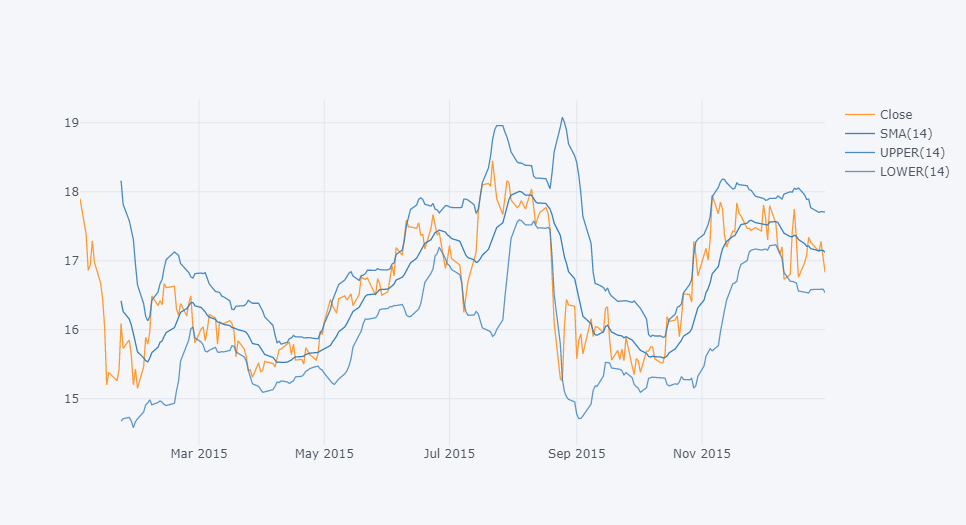 19
18
17
16
15
Mar 2015
May 2015
Jul 2015
Sep 2015
Nov 2015
Close
SMA(14)
UPPER(14)
LOWER(14)